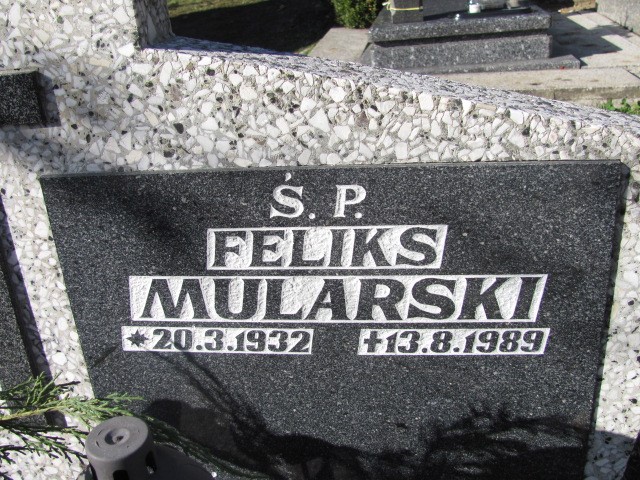 Ś. P.
FELIKS
MULARSKI
*20.3.1932 ✝13.8.1989